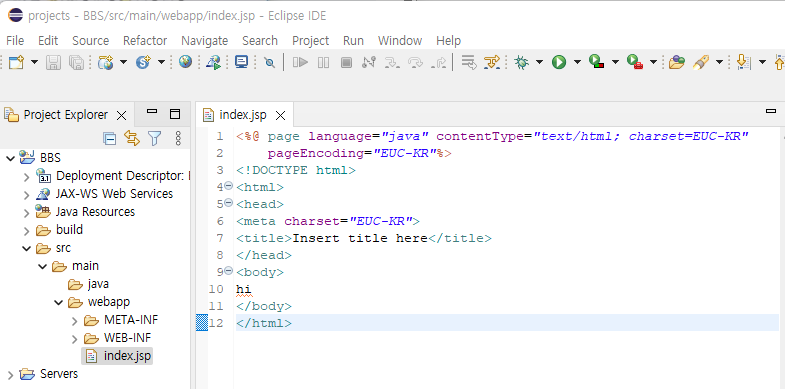 projects - BBS/src/main/webapp/index.jsp - Eclipse IDE
File Edit Source Refactor Navigate Search Project Run Window Help
Project Explorer
BBS
Deployment Descriptor:
JAX-WS Web Services
Java Resources
build
src
main
java
webapp
META-INF
WEB-INF
index.jsp
Servers
index.jsp
1 <%@ page language="java" contentType="text/html; charset=EUC-KR"
2 pageEncoding="EUC-KR"%>
3 <!DOCTYPE html>
4 <html>
5 <head>
6 <meta charset="EUC-KR">
7 <title>Insert title here</title>
8 </head>
9 <body>
10 hi
11 </body>
12 </html>